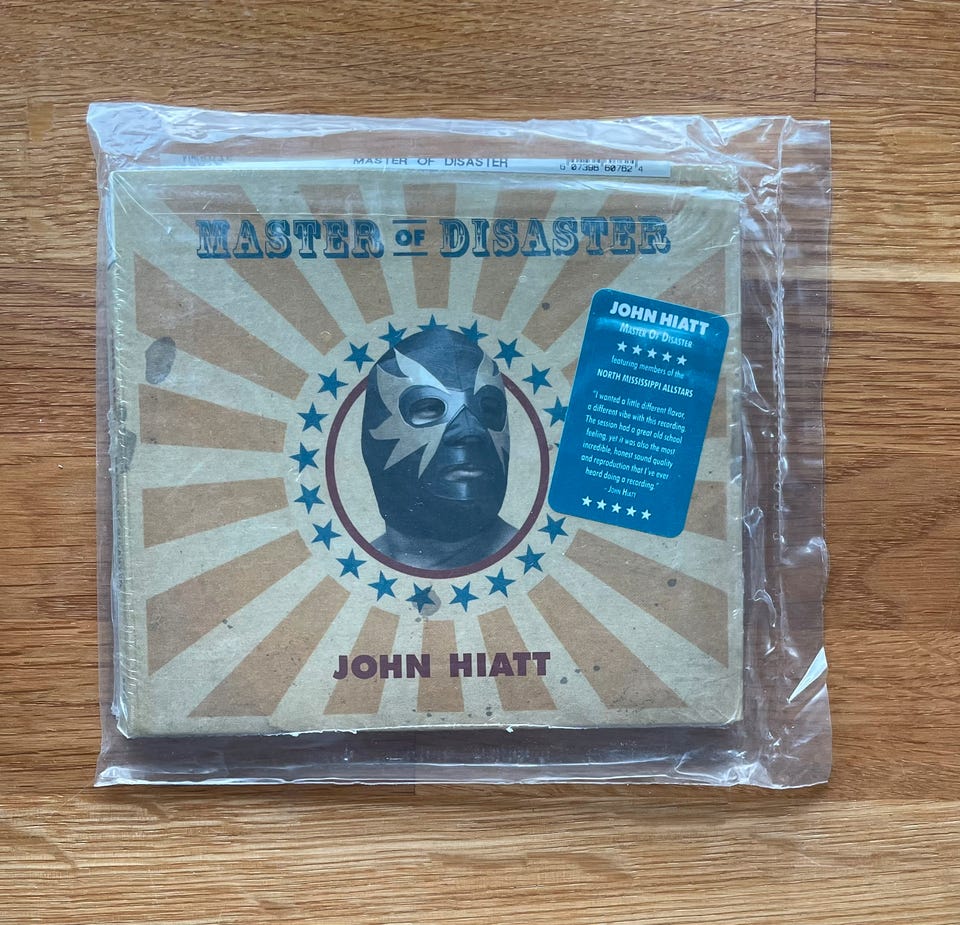 MASTER OF DISASTER
6 07396 60762 4
MASTER OF DISASTER
JOHN HIATT
MASTER OF DISASTER
featuring members of the
NORTH MISSISSIPPI ALLSTARS
"I wanted a little different flavor,
a different vibe with this recording.
The session had a great old school
feeling, yet it was also the most
incredible, honest sound quality
and reproduction that I've ever
heard doing a recording."
- JOHN HIATT
JOHN HIATT